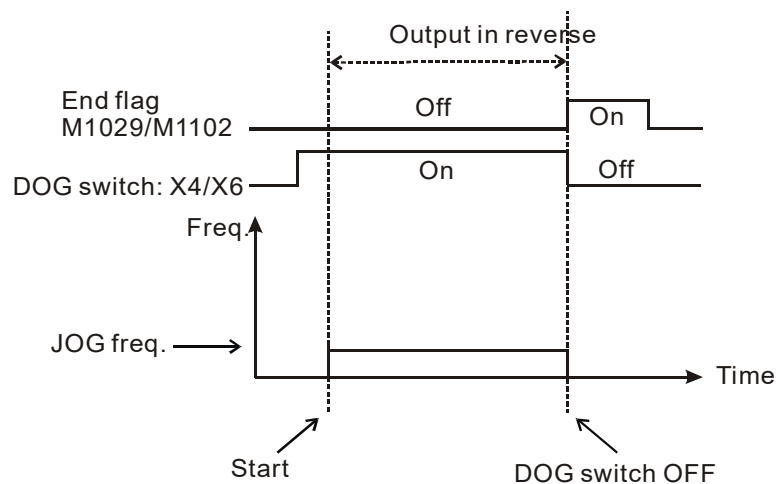 Output in reverse
End flag
M1029/M1102
Off
On
DOG switch: X4/X6
On
Off
Freq.
JOG freq.
Time
Start
DOG switch OFF